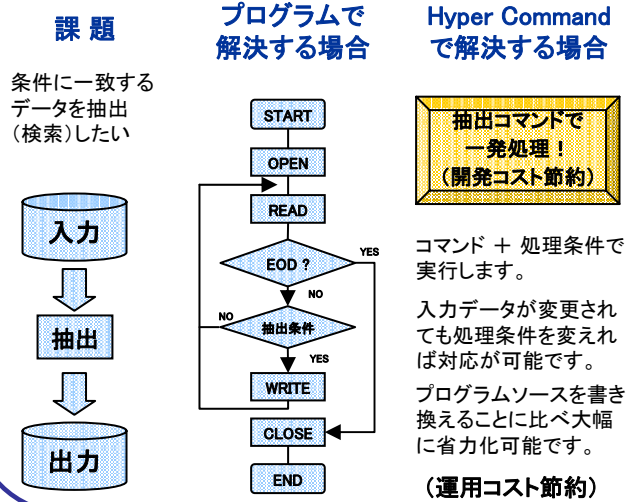 課 題
条件に一致する
データを抽出
（検索）したい
入力
抽出
出力
プログラムで
解決する場合
START
OPEN
READ
EOD ?
YES
NO
抽出条件
NO
YES
WRITE
CLOSE
END
Hyper Command
で解決する場合
抽出コマンドで
一発処理！
（開発コスト節約）
コマンド ＋ 処理条件で
実行します。
入力データが変更され
ても処理条件を変えれ
ば対応が可能です。
プログラムソースを書き
換えることに比べ大幅
に省力化可能です。
（運用コスト節約）